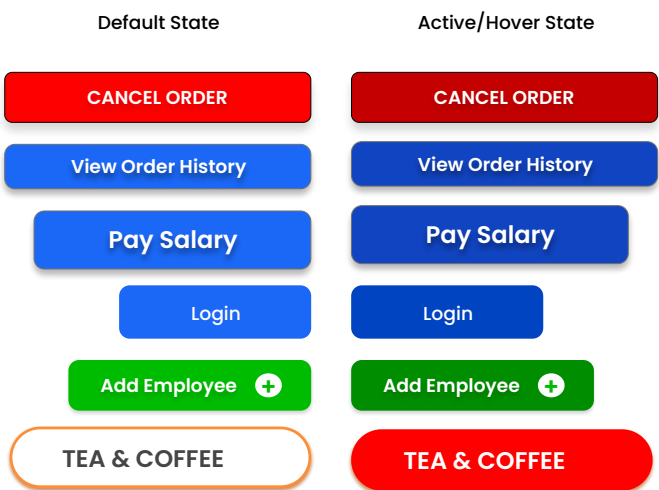 Default State
Active/Hover State
CANCEL ORDER
CANCEL ORDER
View Order History
View Order History
Pay Salary
Pay Salary
Login
Login
Add Employee +
Add Employee +
TEA & COFFEE
TEA & COFFEE